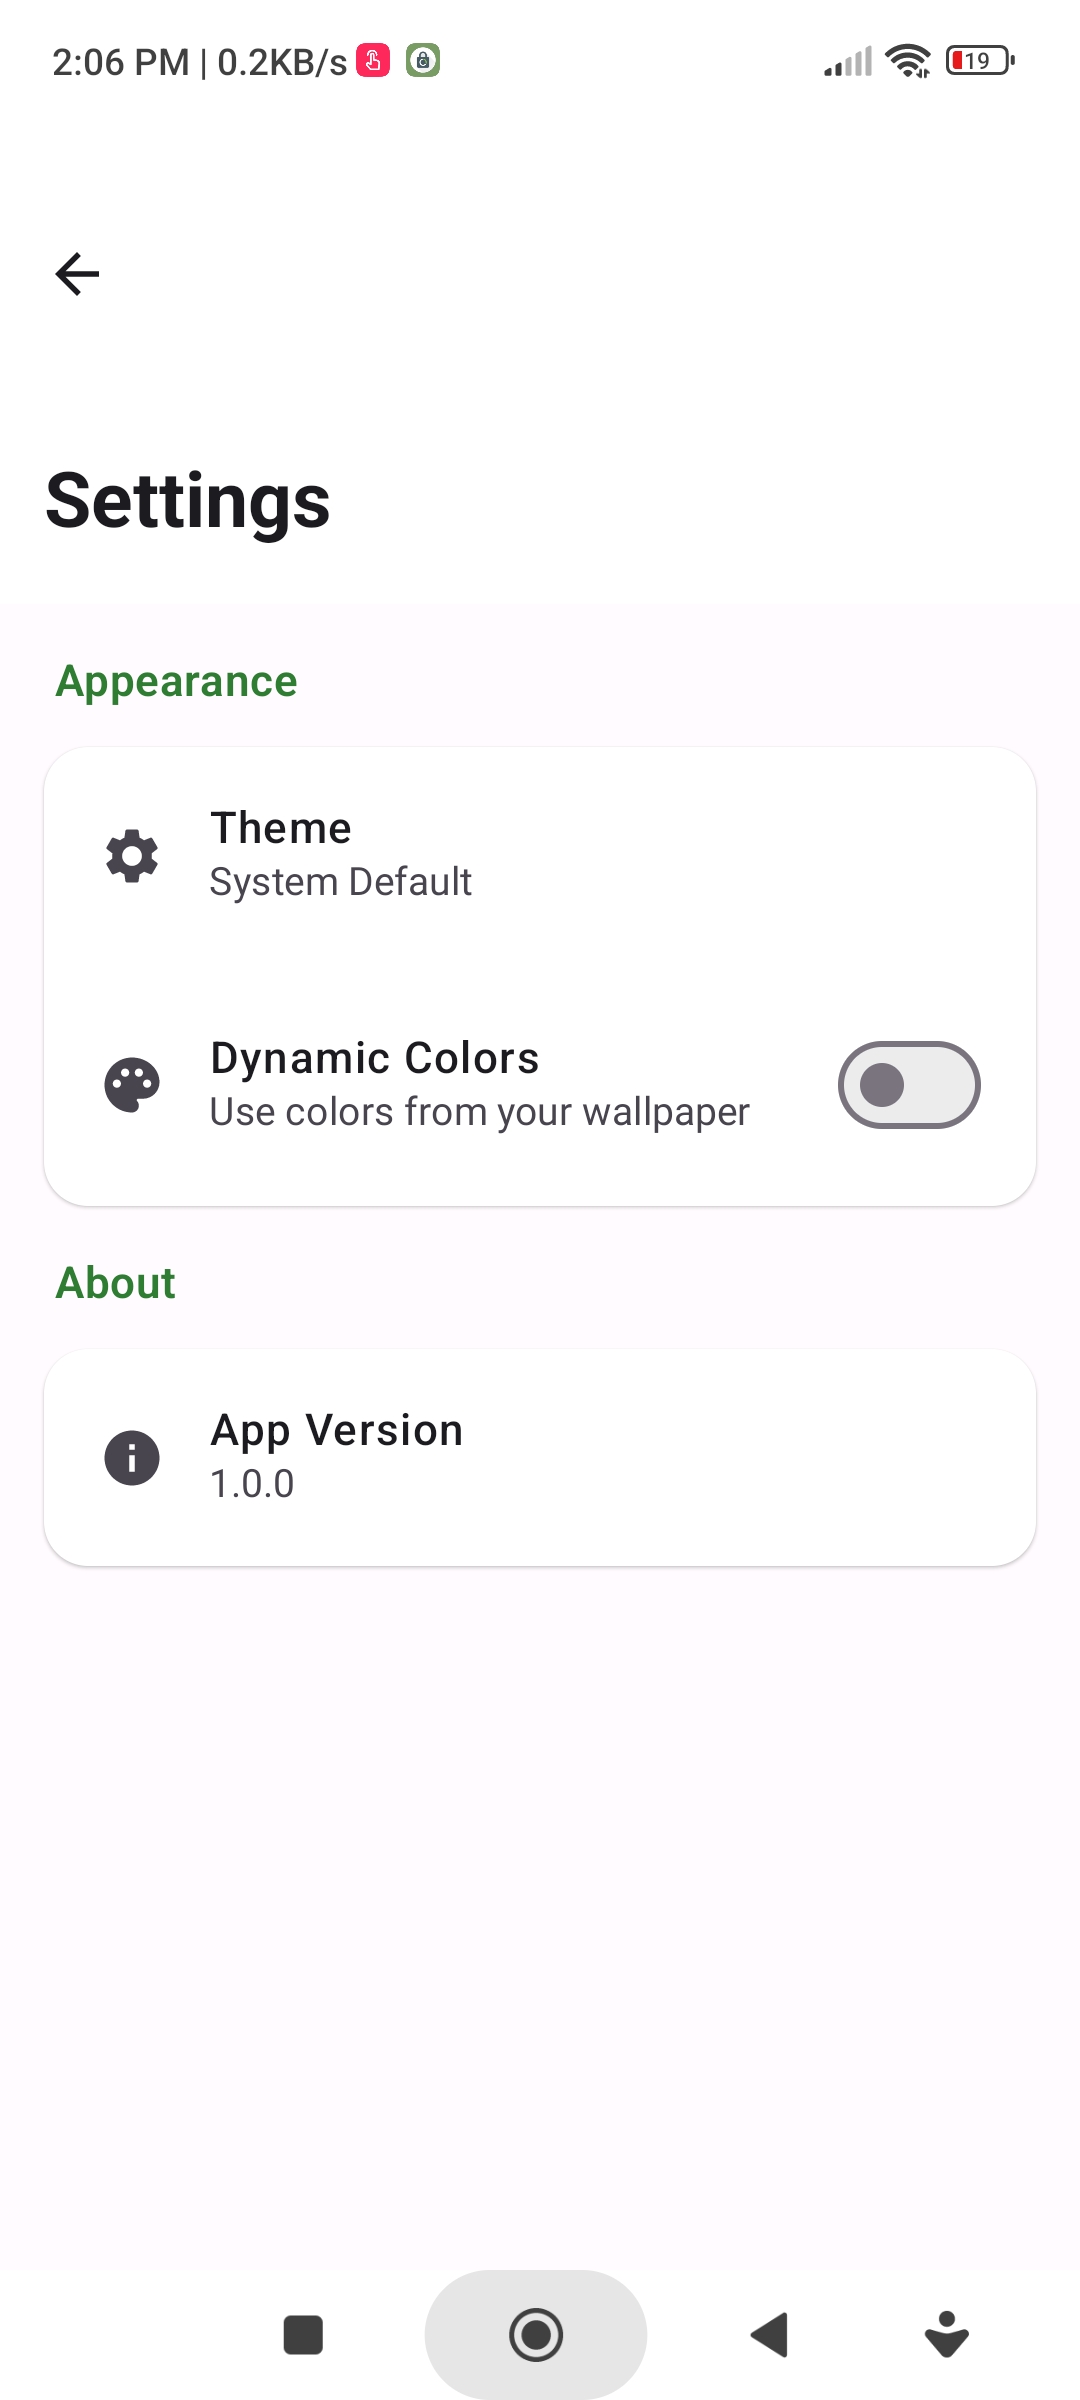 2:06 PM | 0.2KB/s
19
Settings
Appearance
Theme
System Default
Dynamic Colors
Use colors from your wallpaper
About
App Version
1.0.0